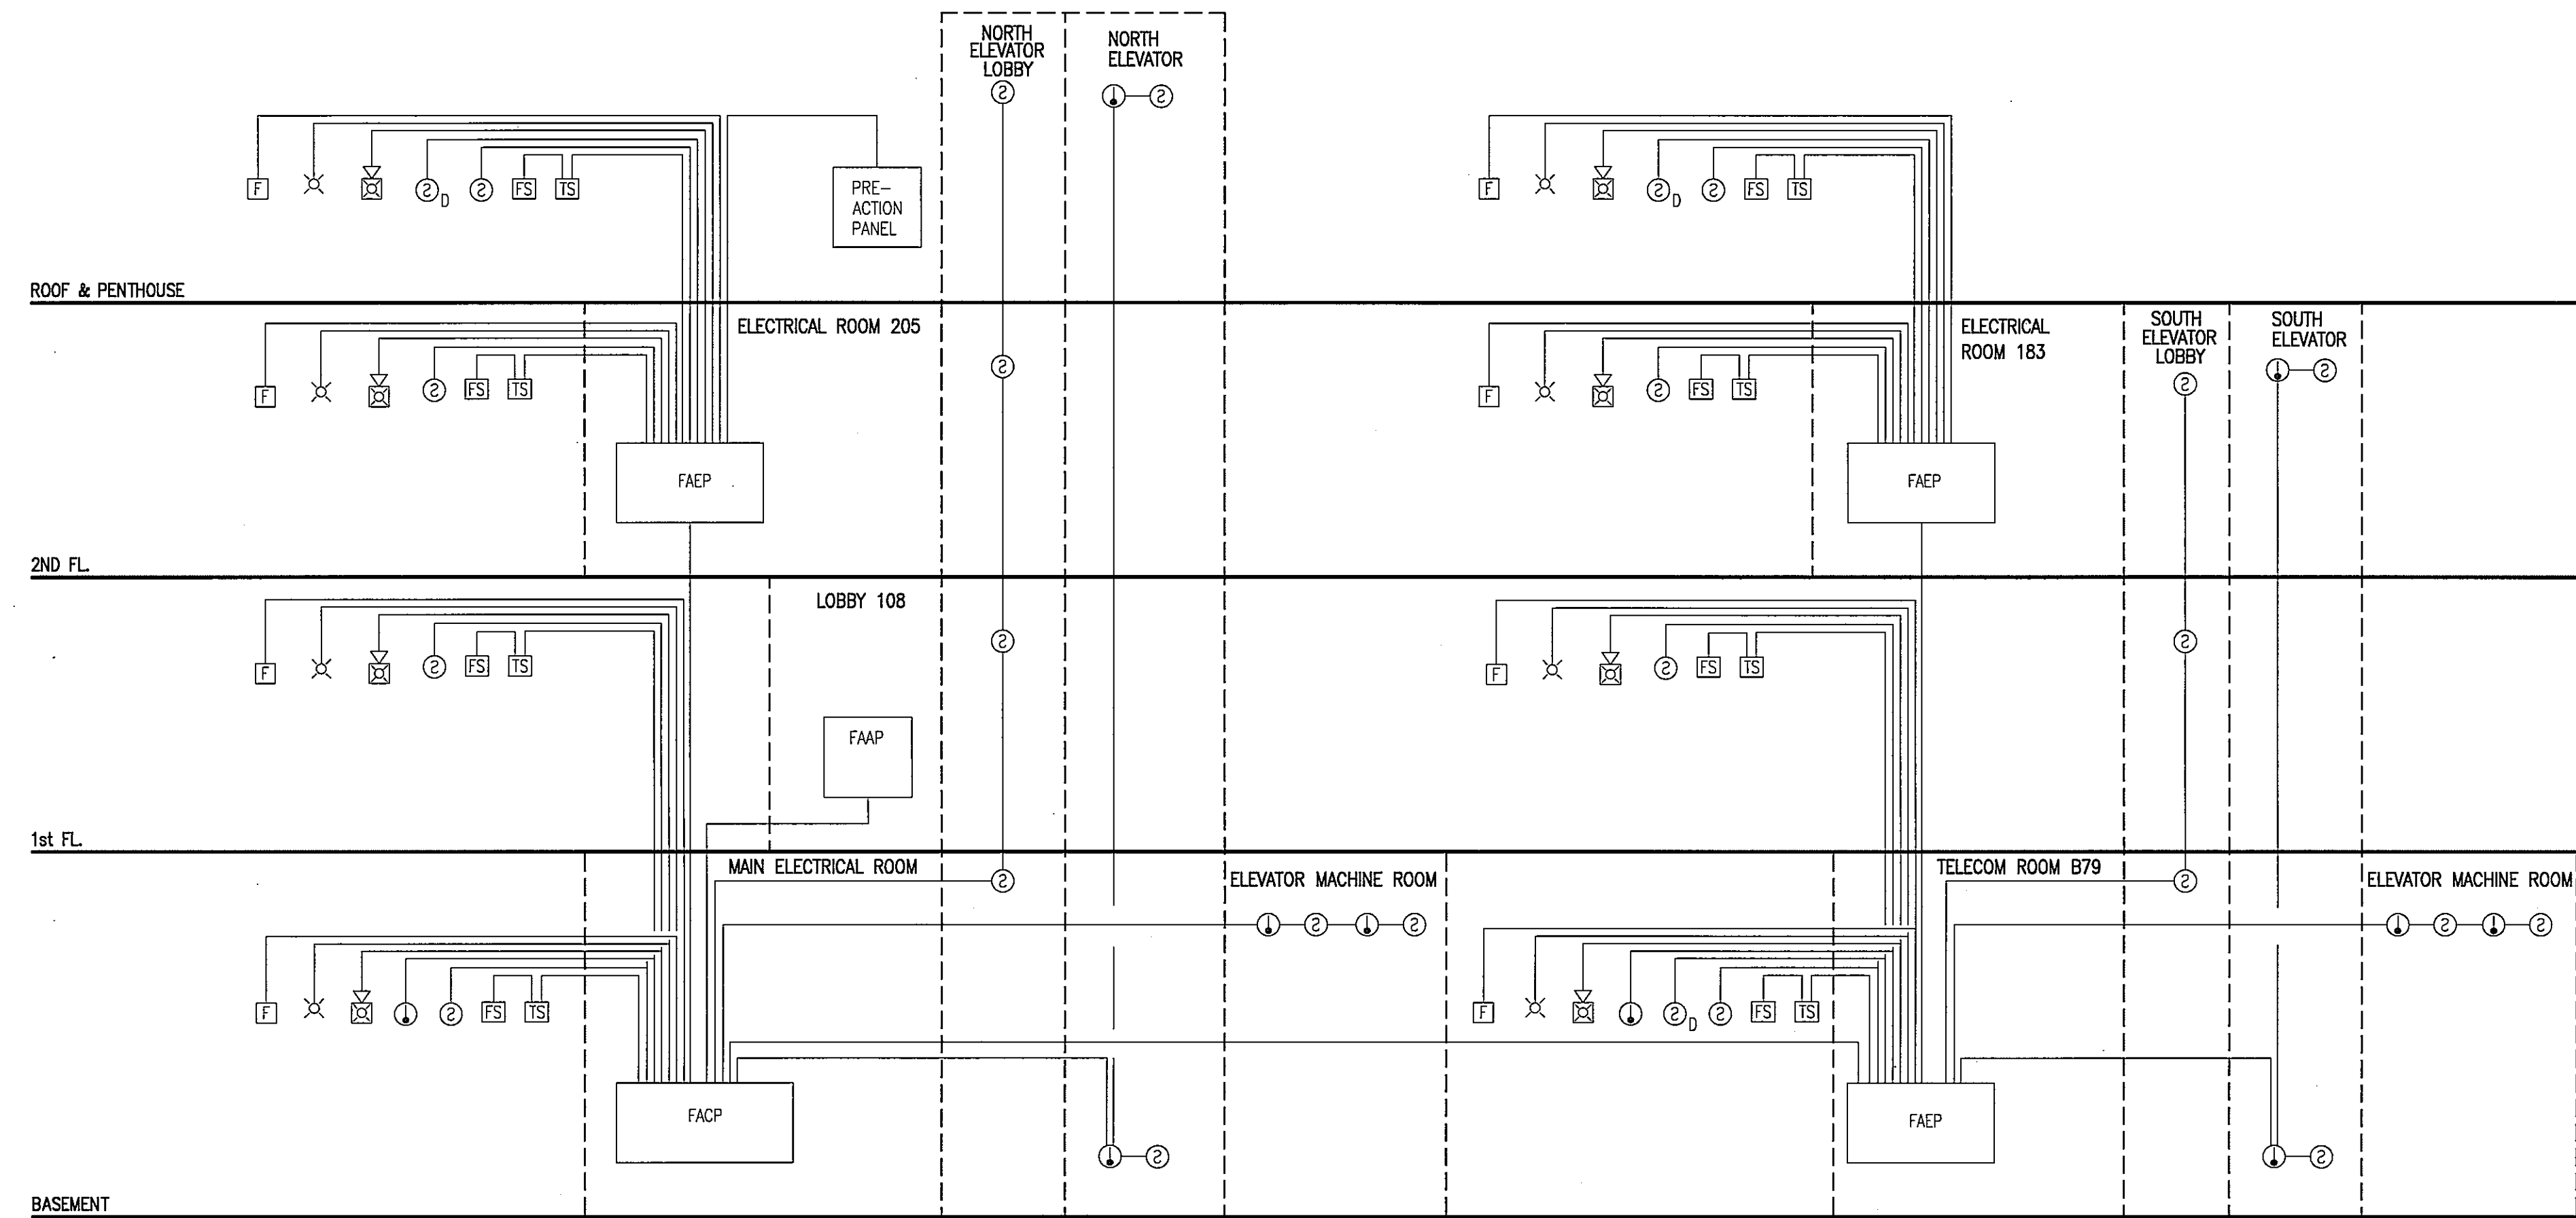 NORTH
ELEVATOR
LOBBY
NORTH
ELEVATOR
S
S
F
S
D
S
FS
TS
PRE-
ACTION
PANEL
F
S
D
S
FS
TS
ROOF & PENTHOUSE
ELECTRICAL ROOM 205
ELECTRICAL
ROOM 183
SOUTH
ELEVATOR
LOBBY
SOUTH
ELEVATOR
F
S
FS
TS
S
F
S
FS
TS
S
S
FAEP
FAEP
2ND FL.
LOBBY 108
F
S
FS
TS
S
F
S
FS
TS
S
FAAP
1st FL.
MAIN ELECTRICAL ROOM
ELEVATOR MACHINE ROOM
TELECOM ROOM B79
ELEVATOR MACHINE ROOM
S
S
S
S
S
S
F
S
FS
TS
F
S
D
S
FS
TS
FACP
FAEP
S
S
BASEMENT